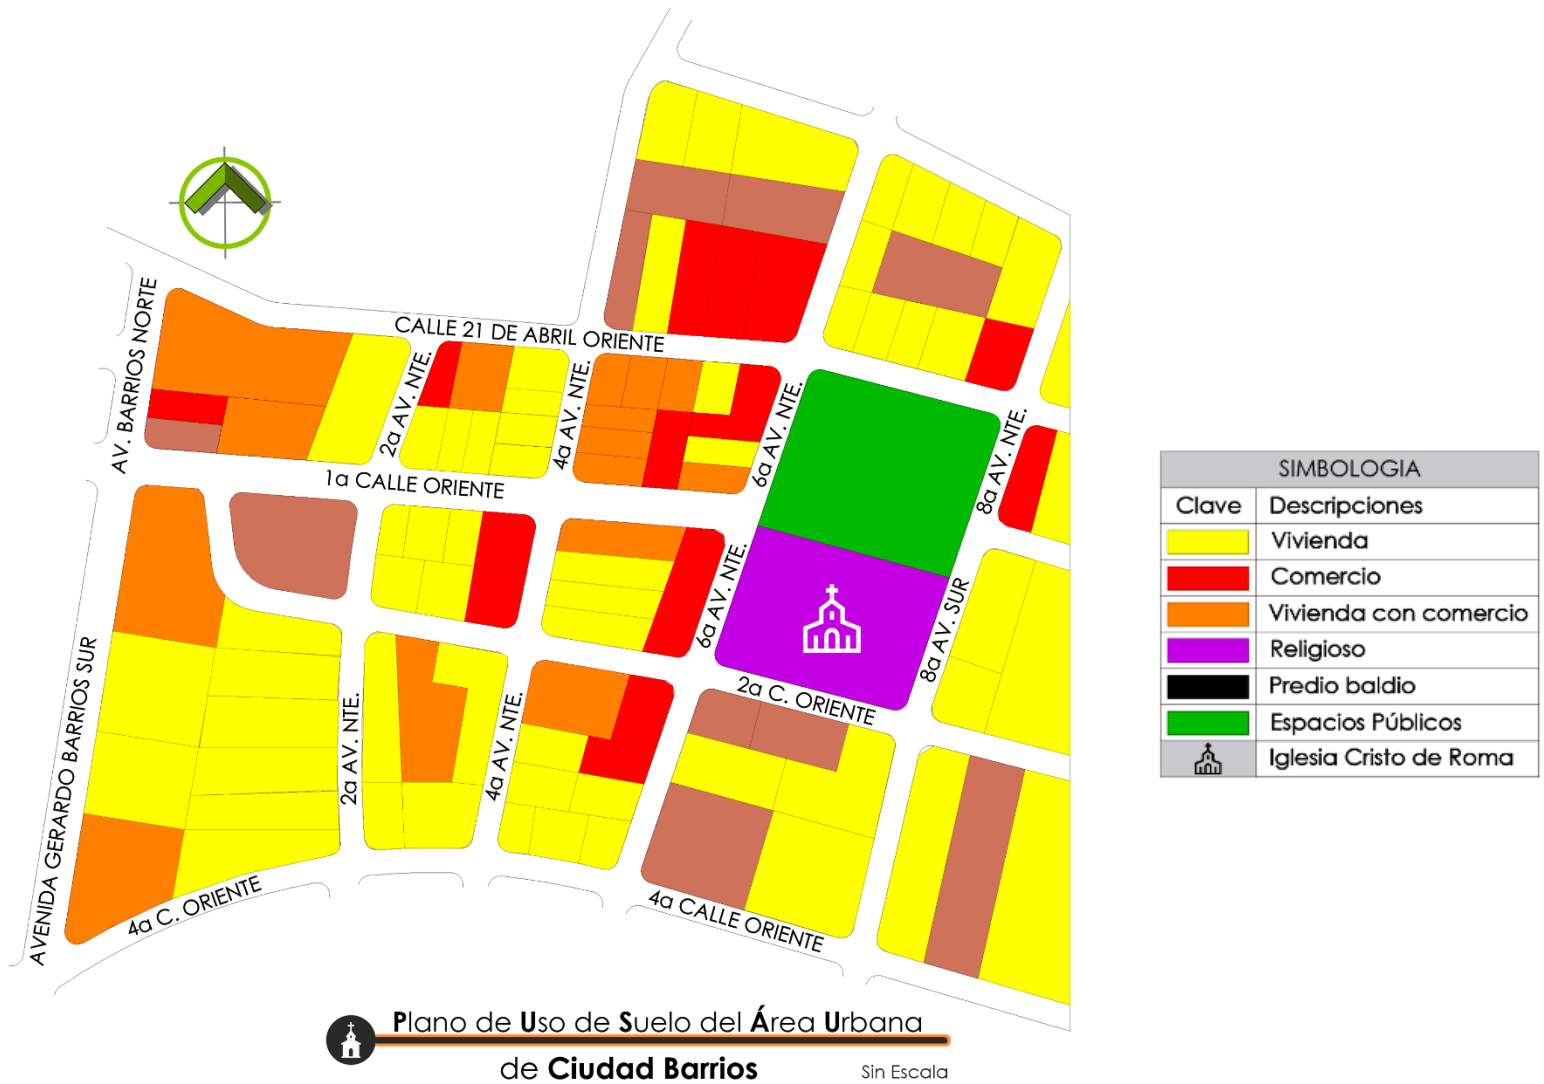 CALLE 21 DE ABRIL ORIENTE
AV. BARRIOS NORTE
2a AV. NTE.
4a AV. NTE.
6a AV. NTE.
8a AV. NTE.
1a CALLE ORIENTE
6a AV. NTE.
8a AV. SUR
2a C. ORIENTE
AVENIDA GERARDO BARRIOS SUR
2a AV. NTE.
4a AV. NTE.
4a C. ORIENTE
4a CALLE ORIENTE
SIMBOLOGIA
Clave Descripciones
Vivienda
Comercio
Vivienda con comercio
Religioso
Predio baldio
Espacios Públicos
Iglesia Cristo de Roma
Plano de Uso de Suelo del Área Urbana
de Ciudad Barrios
Sin Escala